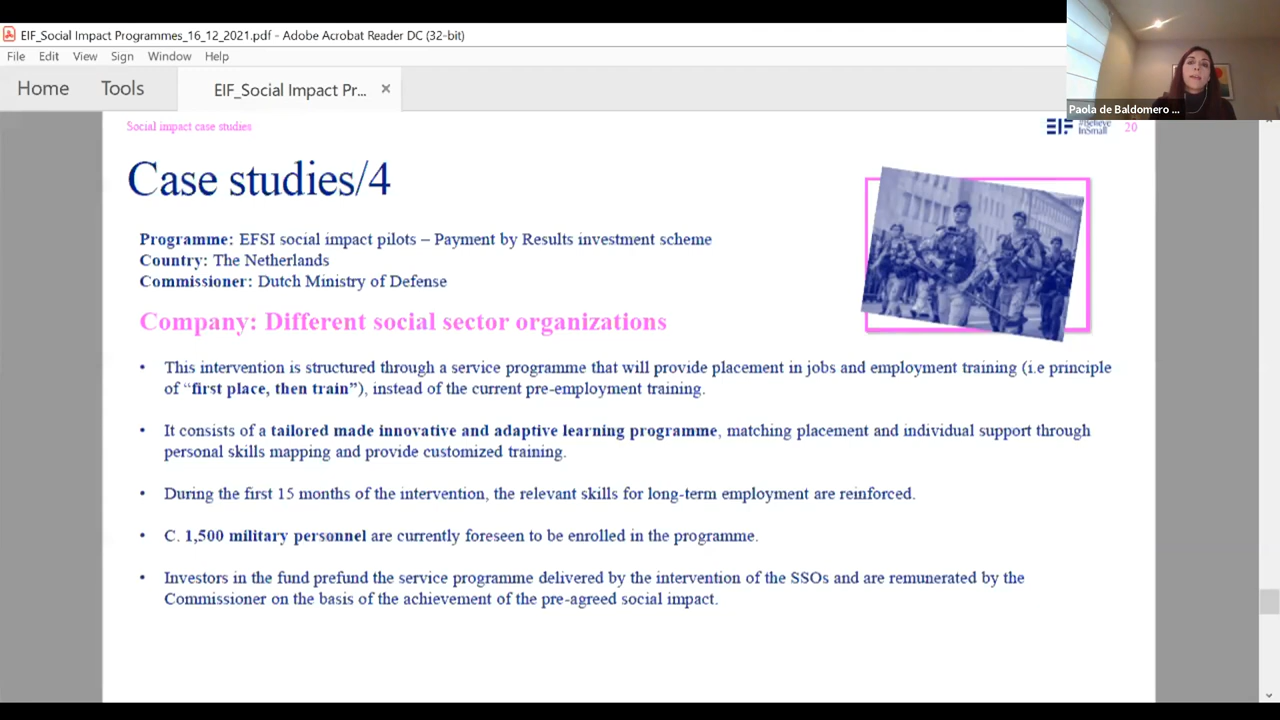 EIF_Social Impact Programmes_16_12_2021.pdf - Adobe Acrobat Reader DC (32-bit)
File Edit View Sign Window Help
Home Tools EIF_Social Impact Pr... ×
Paola de Baldomero ...
Social impact case studies
EIF #Believe InSmall 20
Case studies/4
Programme: EFSI social impact pilots – Payment by Results investment scheme
Country: The Netherlands
Commissioner: Dutch Ministry of Defense
Company: Different social sector organizations
• This intervention is structured through a service programme that will provide placement in jobs and employment training (i.e principle
of “first place, then train”), instead of the current pre-employment training.
• It consists of a tailored made innovative and adaptive learning programme, matching placement and individual support through
personal skills mapping and provide customized training.
• During the first 15 months of the intervention, the relevant skills for long-term employment are reinforced.
• C. 1,500 military personnel are currently foreseen to be enrolled in the programme.
• Investors in the fund prefund the service programme delivered by the intervention of the SSOs and are remunerated by the
Commissioner on the basis of the achievement of the pre-agreed social impact.